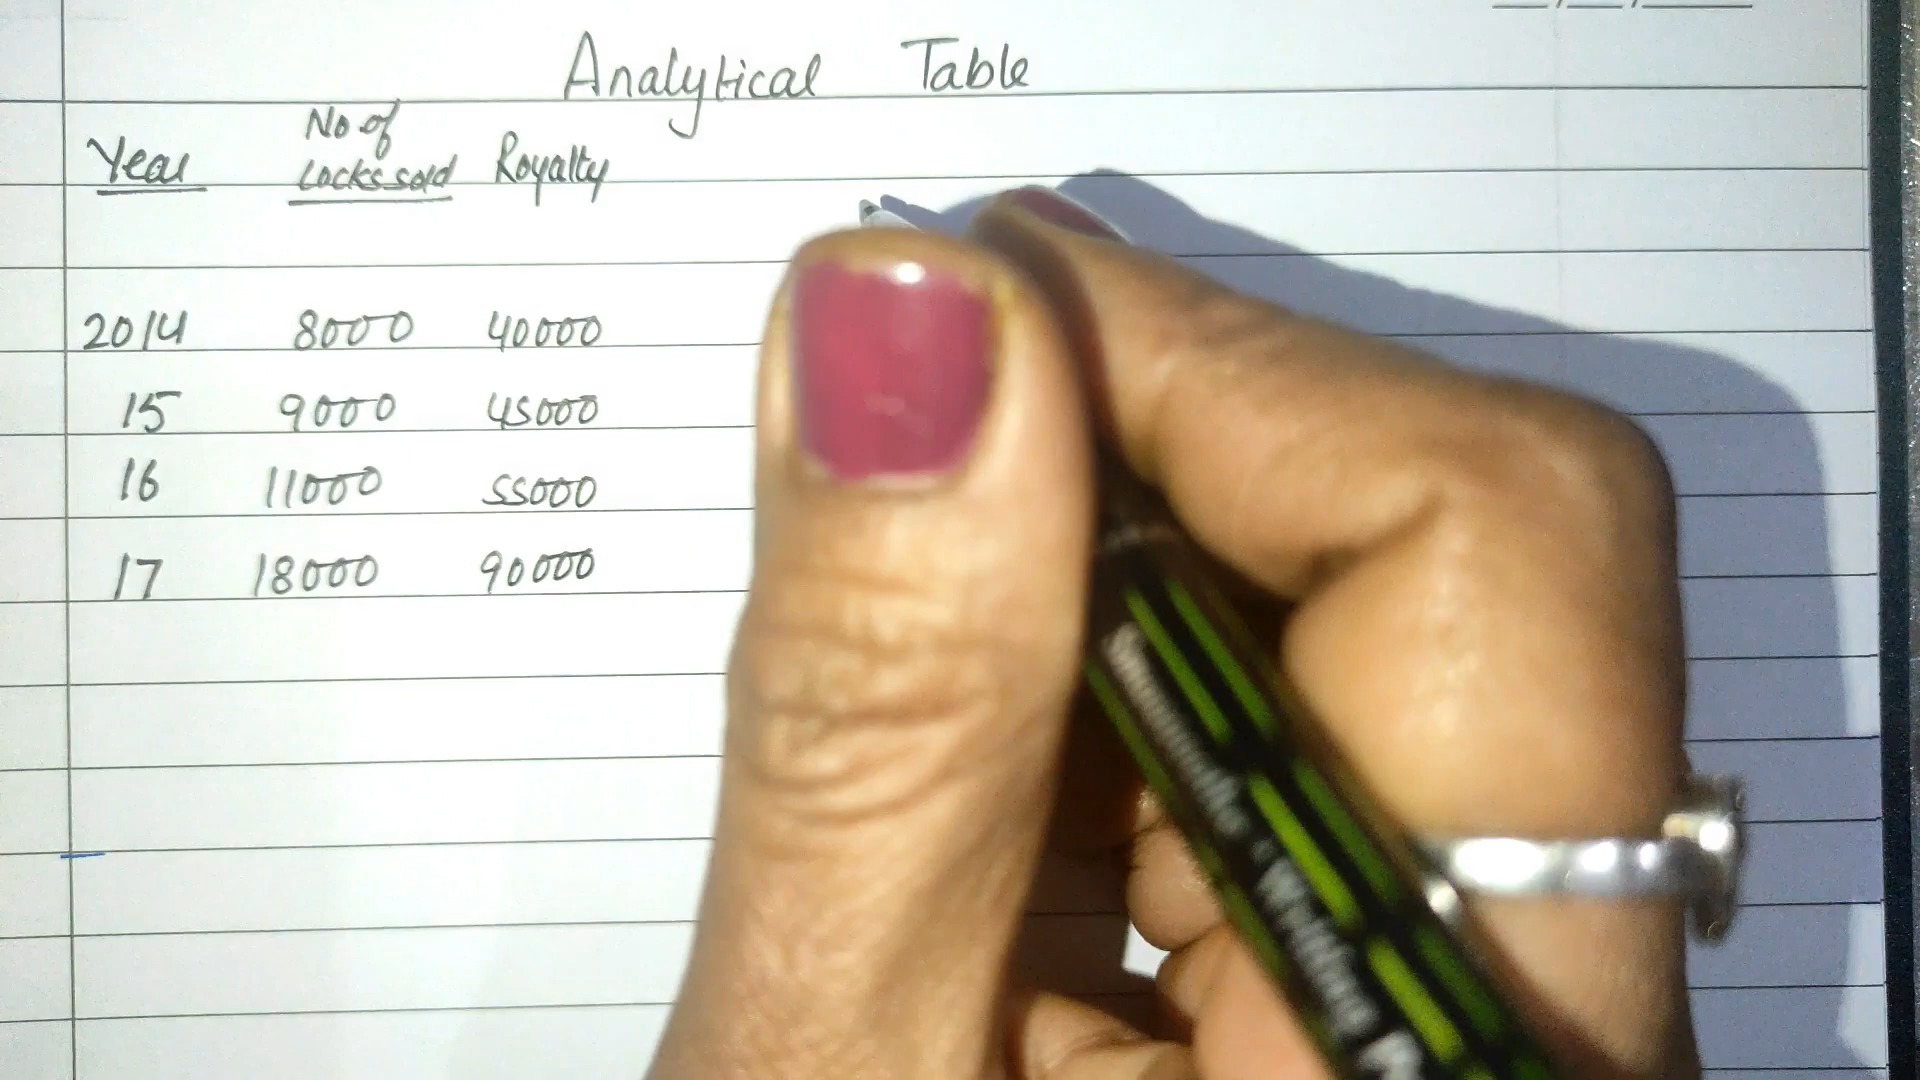 Analytical Table
Year No of Locks sold Royalty
2014 8000 40000
15 9000 45000
16 11000 55000
17 18000 90000